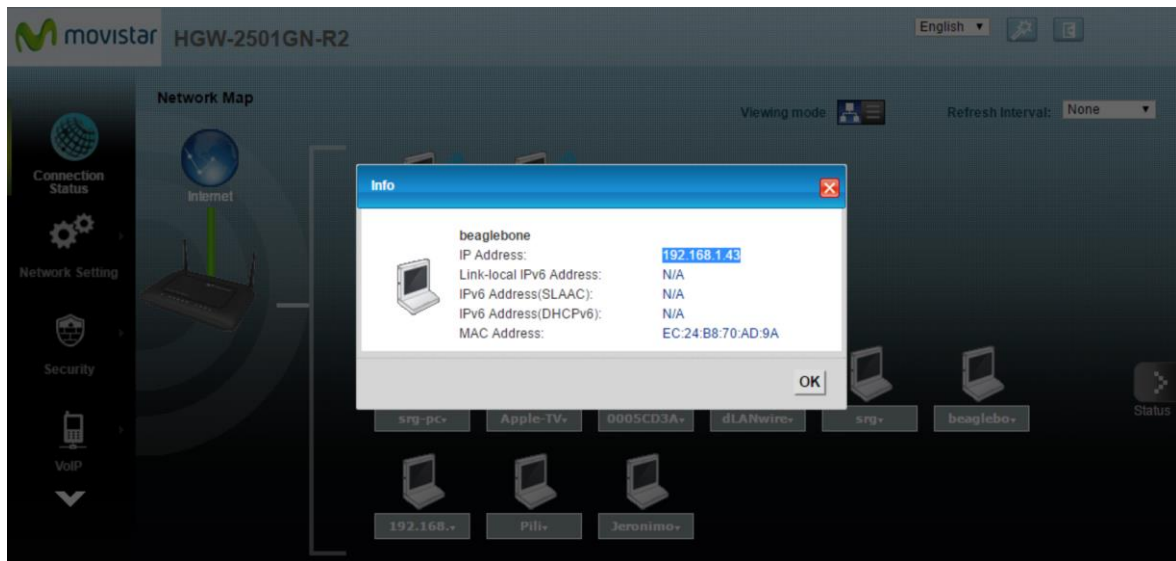 movistar HGW-2501GN-R2
English
Network Map
Viewing mode
Refresh Interval: None
Connection Status
Internet
Network Setting
Security
VoIP
Info
beaglebone
IP Address: 192.168.1.43
Link-local IPv6 Address: N/A
IPv6 Address(SLAAC): N/A
IPv6 Address(DHCPv6): N/A
MAC Address: EC:24:B8:70:AD:9A
OK
srg-pc Apple-TV 0005CD3A dLANwire srg beaglebo
Status
192.168. Pili Jeronimo